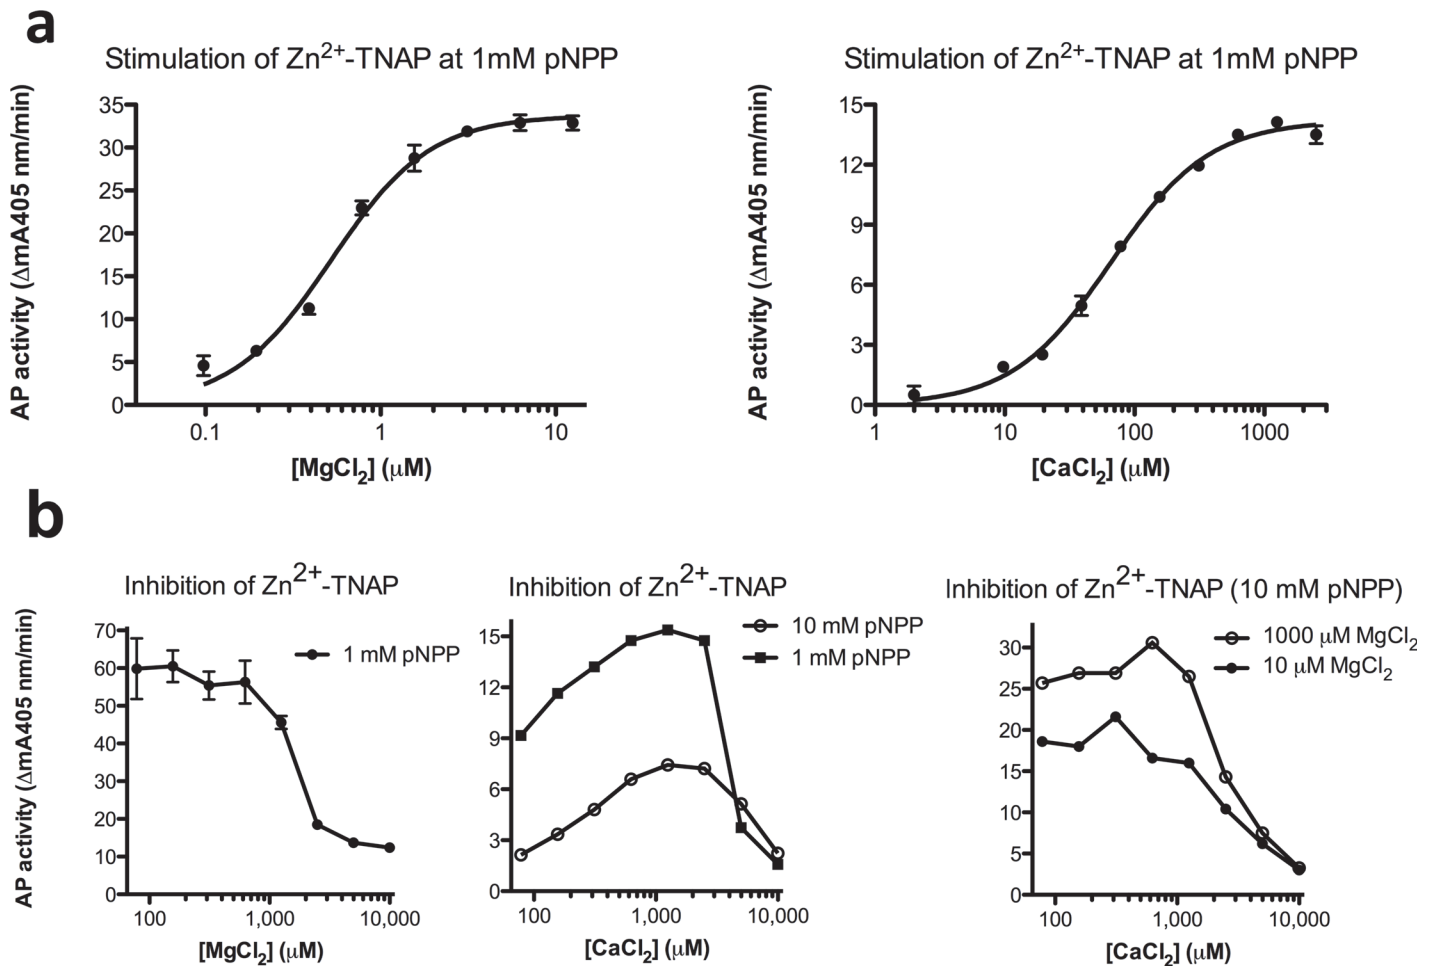 a
Stimulation of Zn2+-TNAP at 1mM pNPP
AP activity (ΔmA405 nm/min)
35
30
25
20
15
10
5
0
0.1 1 10
[MgCl2] (μM)
Stimulation of Zn2+-TNAP at 1mM pNPP
AP activity (ΔmA405 nm/min)
15
12
9
6
3
0
1 10 100 1000
[CaCl2] (μM)
b
Inhibition of Zn2+-TNAP
AP activity (ΔmA405 nm/min)
70
60
50
40
30
20
10
0
1 mM pNPP
100 1,000 10,000
[MgCl2] (μM)
Inhibition of Zn2+-TNAP
15
12
9
6
3
0
10 mM pNPP
1 mM pNPP
100 1,000 10,000
[CaCl2] (μM)
Inhibition of Zn2+-TNAP (10 mM pNPP)
30
25
20
15
10
5
0
1000 μM MgCl2
10 μM MgCl2
100 1,000 10,000
[CaCl2] (μM)